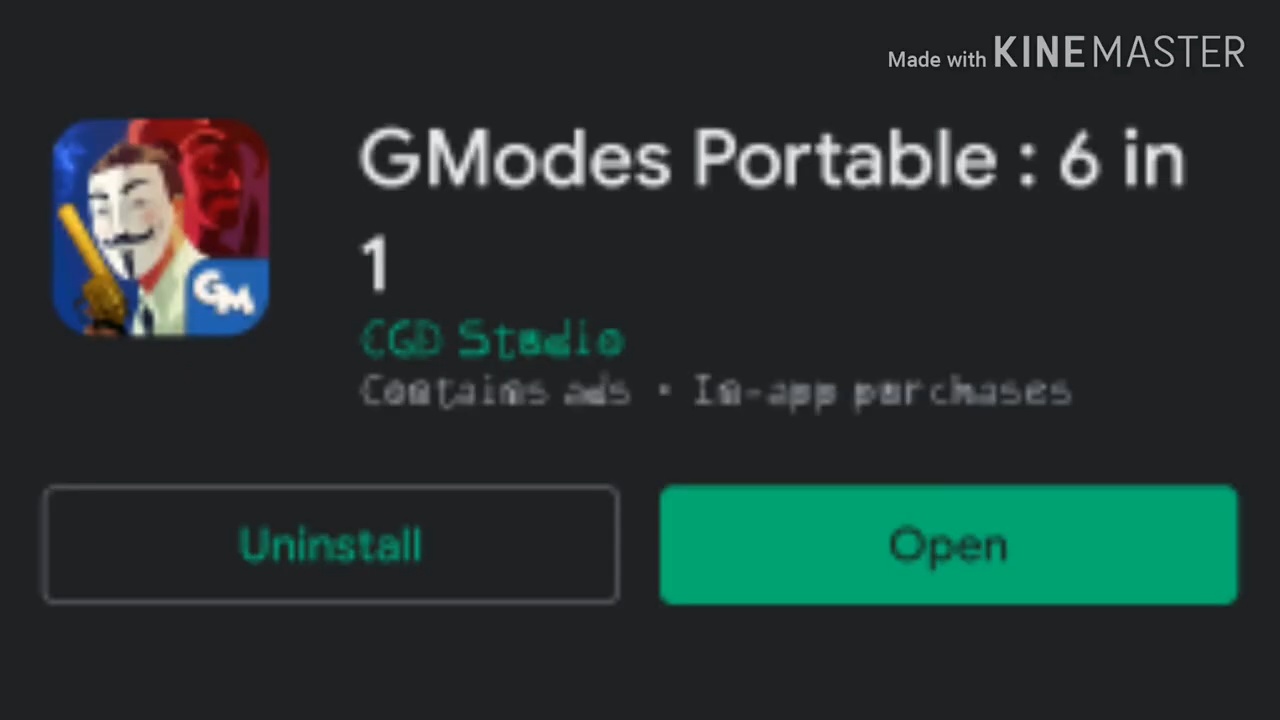 Made with KINEMASTER
GModes Portable : 6 in
1
CGD Studio
Contains ads • In-app purchases
GM
Uninstall
Open